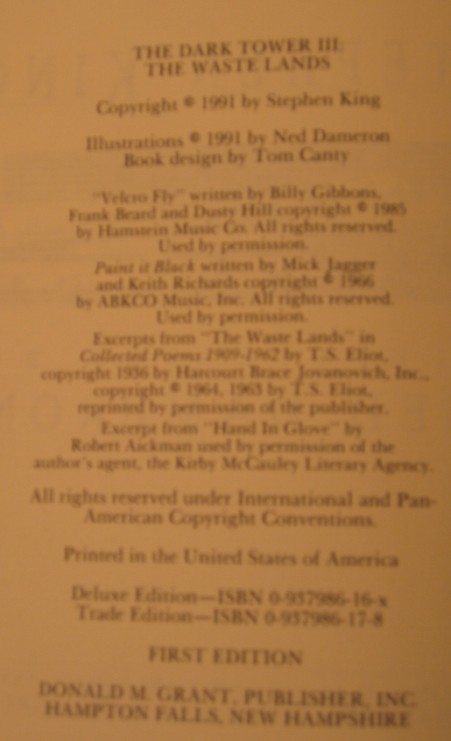 THE DARK TOWER III:
THE WASTE LANDS
Copyright © 1991 by Stephen King
Illustrations © 1991 by Ned Dameron
Book design by Tom Canty
"Velcro Fly" written by Billy Gibbons,
Frank Beard and Dusty Hill copyright © 1985
by Hamstein Music Co. All rights reserved.
Used by permission.
Paint it Black written by Mick Jagger
and Keith Richards copyright © 1966
by ABKCO Music, Inc. All rights reserved.
Used by permission.
Excerpts from "The Waste Lands" in
Collected Poems 1909-1962 by T.S. Eliot,
copyright 1936 by Harcourt Brace Jovanovich, Inc.,
copyright © 1964, 1963 by T.S. Eliot,
reprinted by permission of the publisher.
Excerpt from "Hand In Glove" by
Robert Aickman used by permission of the
author's agent, the Kirby McCauley Literary Agency.
All rights reserved under International and Pan-
American Copyright Conventions.
Printed in the United States of America
Deluxe Edition—ISBN 0-937986-16-x
Trade Edition—ISBN 0-937986-17-8
FIRST EDITION
DONALD M. GRANT, PUBLISHER, INC.
HAMPTON FALLS, NEW HAMPSHIRE